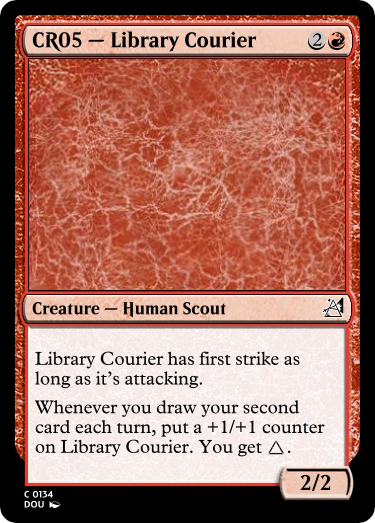 CR05 — Library Courier 2
Creature — Human Scout
Library Courier has first strike as
long as it's attacking.
Whenever you draw your second
card each turn, put a +1/+1 counter
on Library Courier. You get △.
2/2
C 0134
DOU